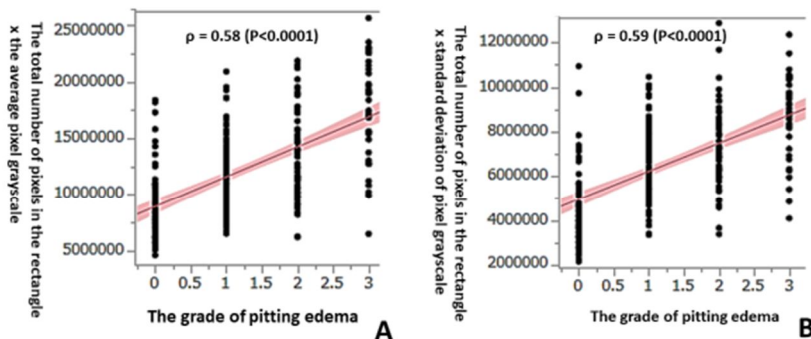 The total number of pixels in the rectangle
x the average pixel grayscale
25000000
20000000
15000000
10000000
5000000
ρ = 0.58 (P<0.0001)
0 0.5 1 1.5 2 2.5 3
The grade of pitting edema
A
The total number of pixels in the rectangle
x standard deviation of pixel grayscale
12000000
10000000
8000000
6000000
4000000
2000000
ρ = 0.59 (P<0.0001)
0 0.5 1 1.5 2 2.5 3
The grade of pitting edema
B